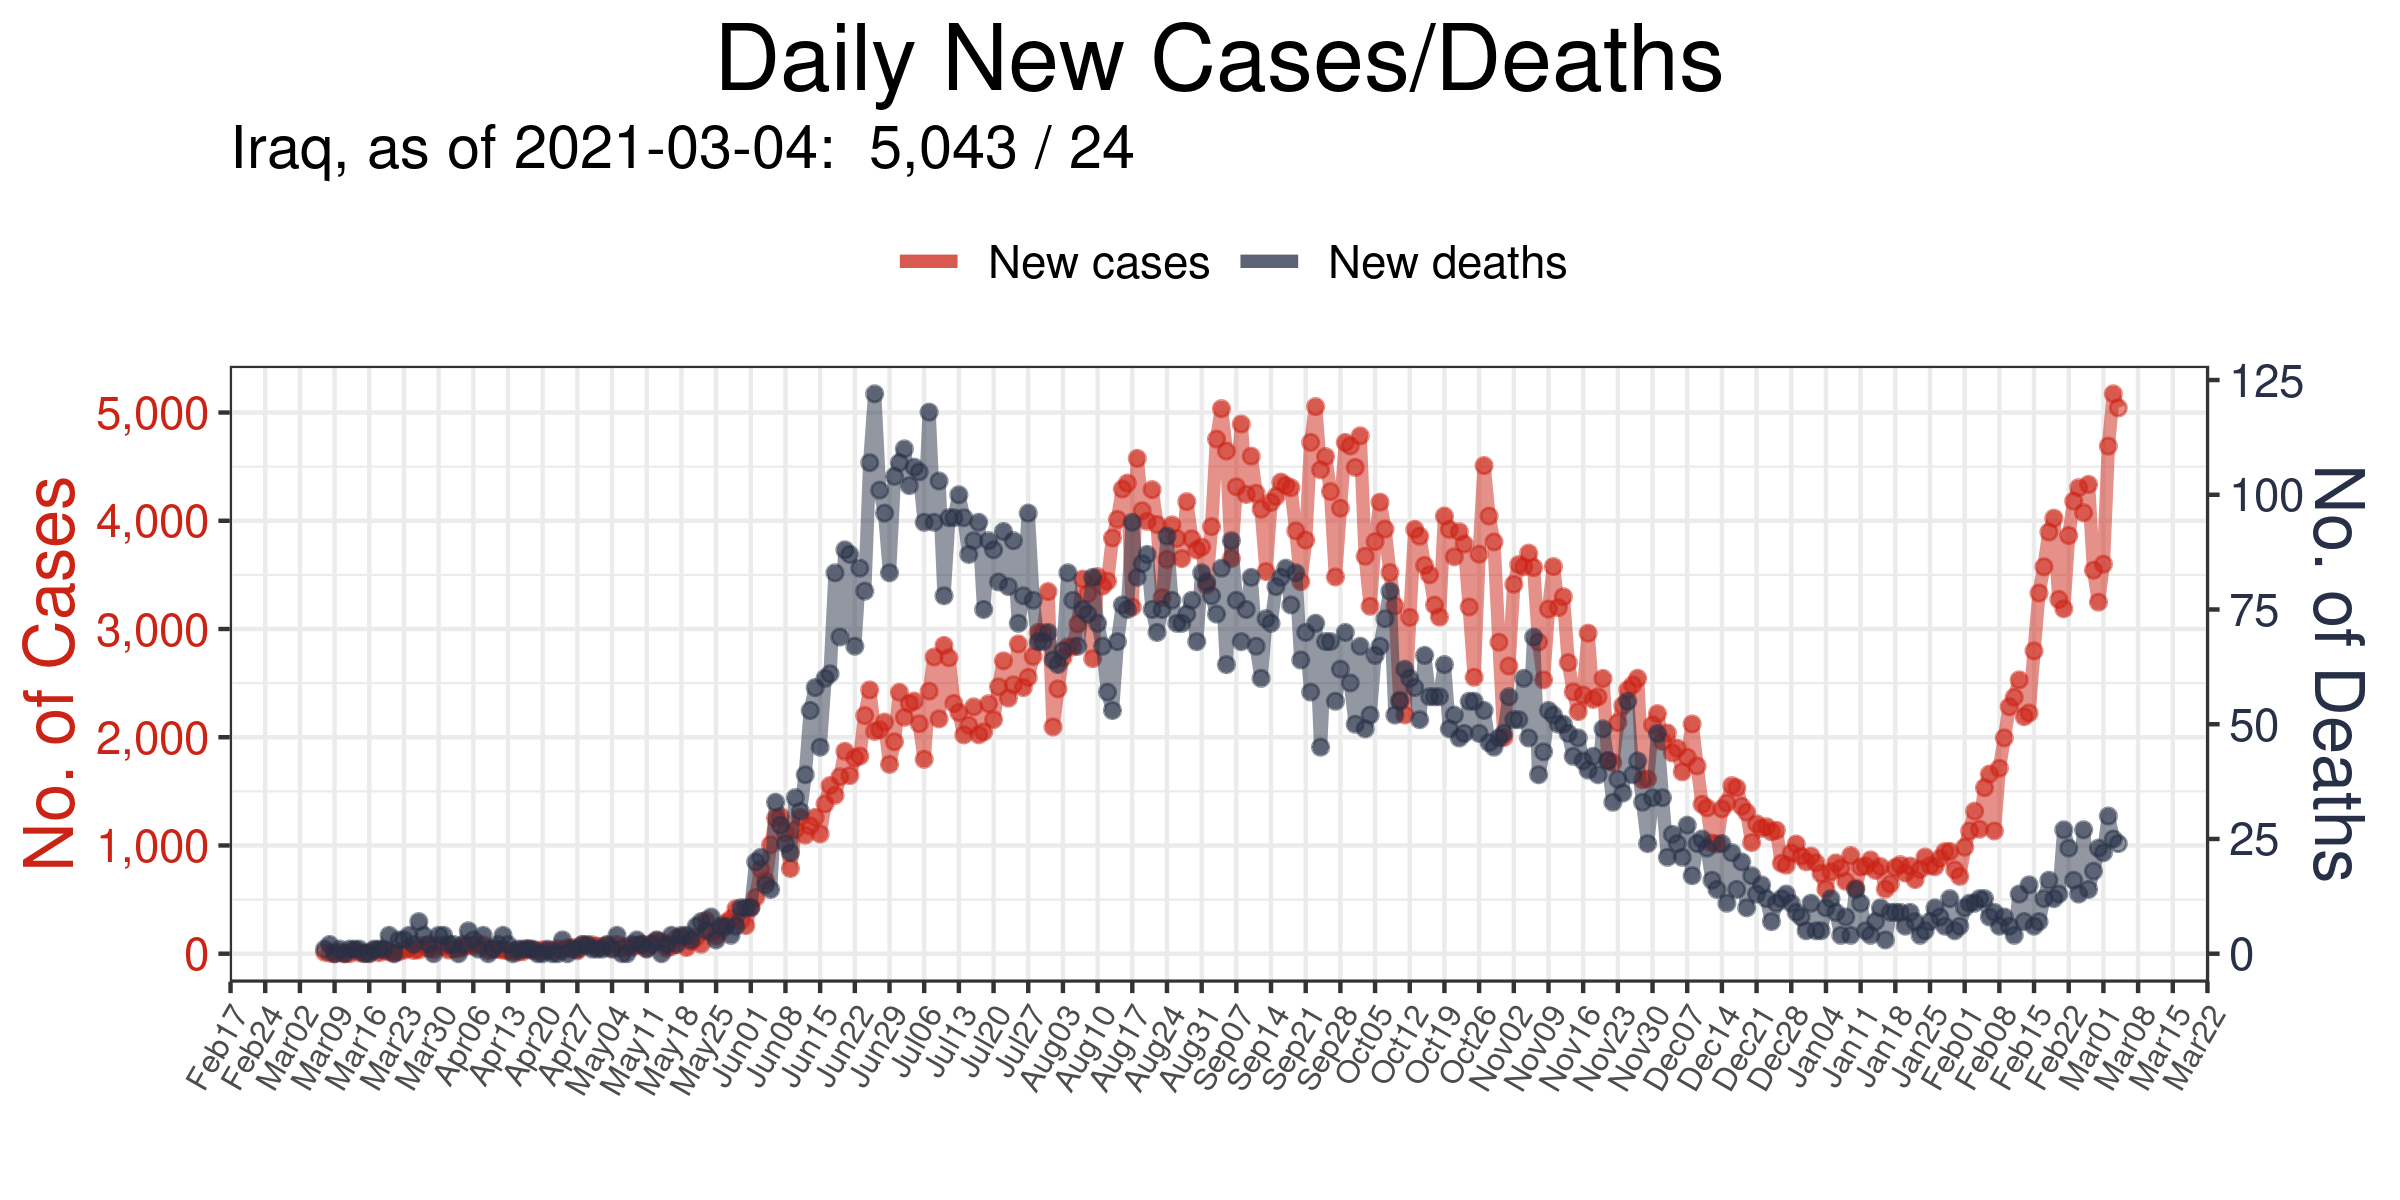 Daily New Cases/Deaths
Iraq, as of 2021-03-04:  5,043 / 24
New cases
New deaths
No. of Cases
5,000
4,000
3,000
2,000
1,000
0
125
100
75
50
25
0
No. of Deaths
Feb17
Feb24
Mar02
Mar09
Mar16
Mar23
Mar30
Apr06
Apr13
Apr20
Apr27
May04
May11
May18
May25
Jun01
Jun08
Jun15
Jun22
Jun29
Jul06
Jul13
Jul20
Jul27
Aug03
Aug10
Aug17
Aug24
Aug31
Sep07
Sep14
Sep21
Sep28
Oct05
Oct12
Oct19
Oct26
Nov02
Nov09
Nov16
Nov23
Nov30
Dec07
Dec14
Dec21
Dec28
Jan04
Jan11
Jan18
Jan25
Feb01
Feb08
Feb15
Feb22
Mar01
Mar08
Mar15
Mar22